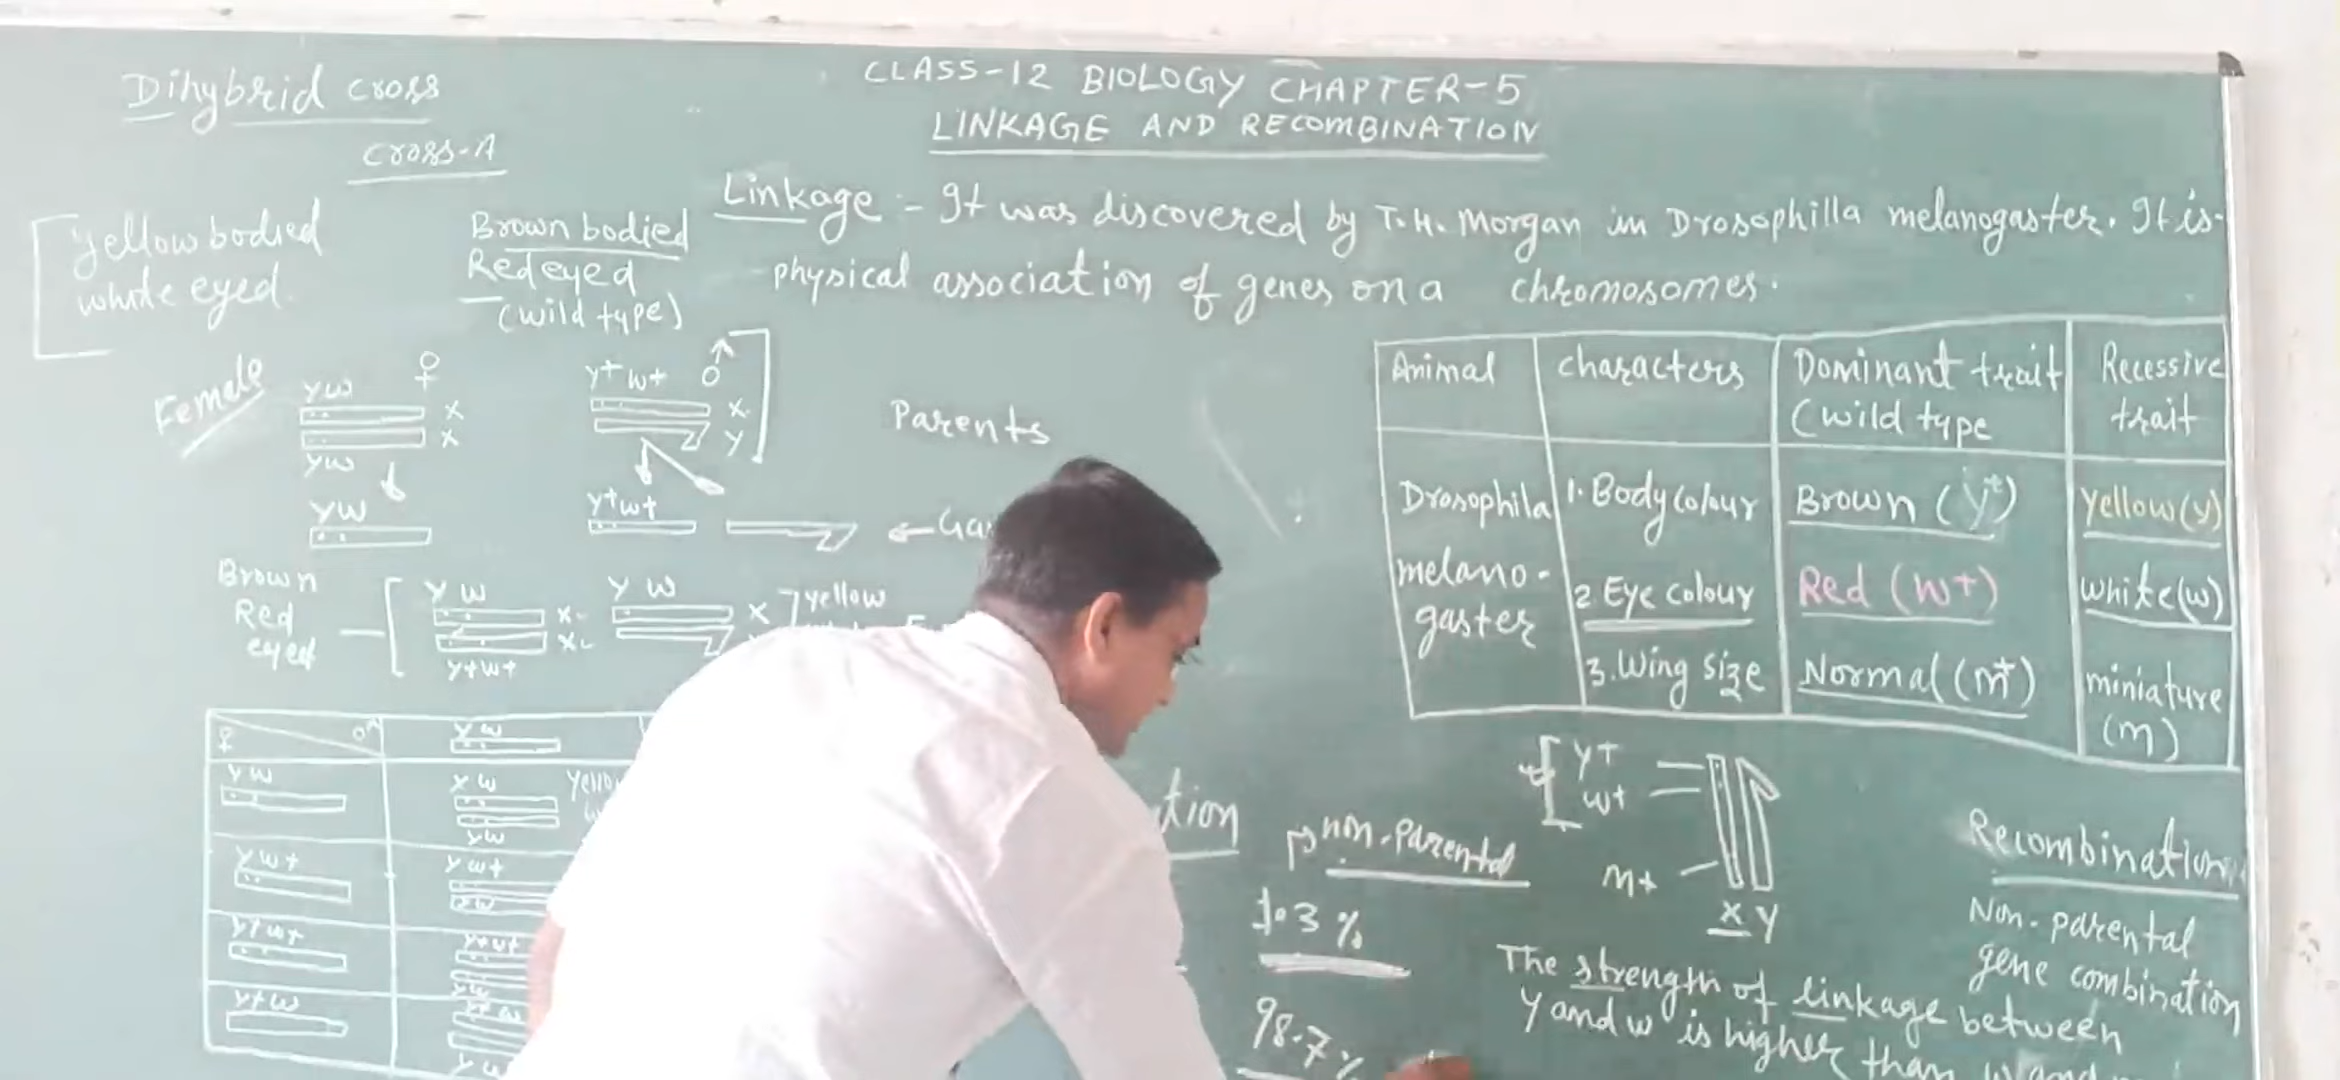 CLASS-12 BIOLOGY CHAPTER-5
LINKAGE AND RECOMBINATION
Dihybrid cross
cross-A
Yellow bodied
white eyed.
Brown bodied
Red eyed
(wild type)
Linkage :- It was discovered by T.H. Morgan in Drosophilla melanogaster. It is-
physical association of genes on a chromosomes.
Female
yw ♀
X
X
yw
y+ w+ ♂
X
Y
Parents
yw
y+w+
Brown
Red
eyed
y w
X
X
y+w+
y w
X
yellow
♀ ♂
y w
y w
y w
yw
y w+
y w+
y+w+
y+w+
yw
y+w
y+w
Animal
characters
Dominant trait
(wild type
Recessive
trait
Drosophila
melano-
gaster
1. Body colour
Brown (y+)
yellow(y)
2 Eye colour
Red (w+)
white(w)
3. Wing size
Normal (m+)
miniature
(m)
tion
non-parental
1.3 %
98.7 %
y+
w+
m+
X Y
Recombination
Non-parental
gene combination
The strength of linkage between
Y and w is higher than w and